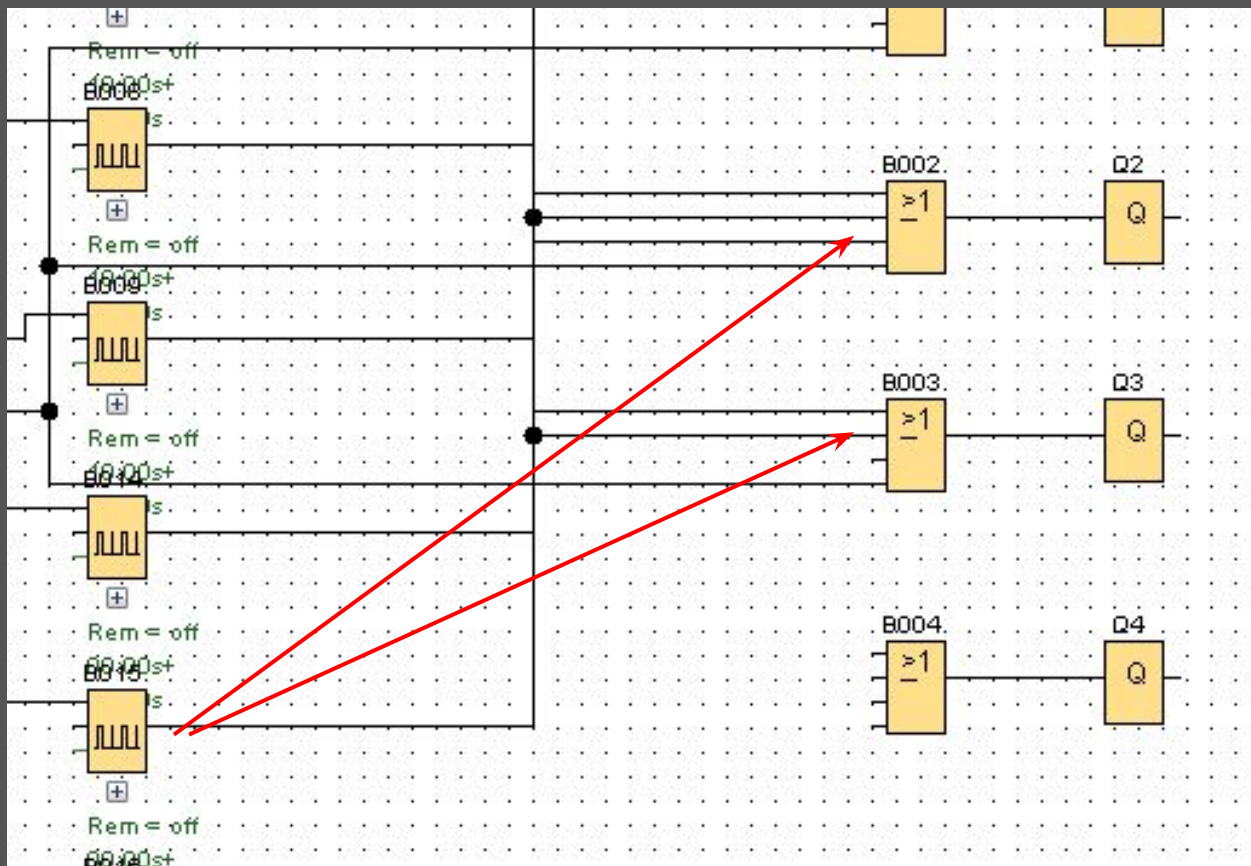 Rem = off
B008
B002
Q2
≥1
Q
Rem = off
B009
B003
Q3
≥1
Q
Rem = off
B014
Rem = off
B004
Q4
≥1
Q
B015
Rem = off